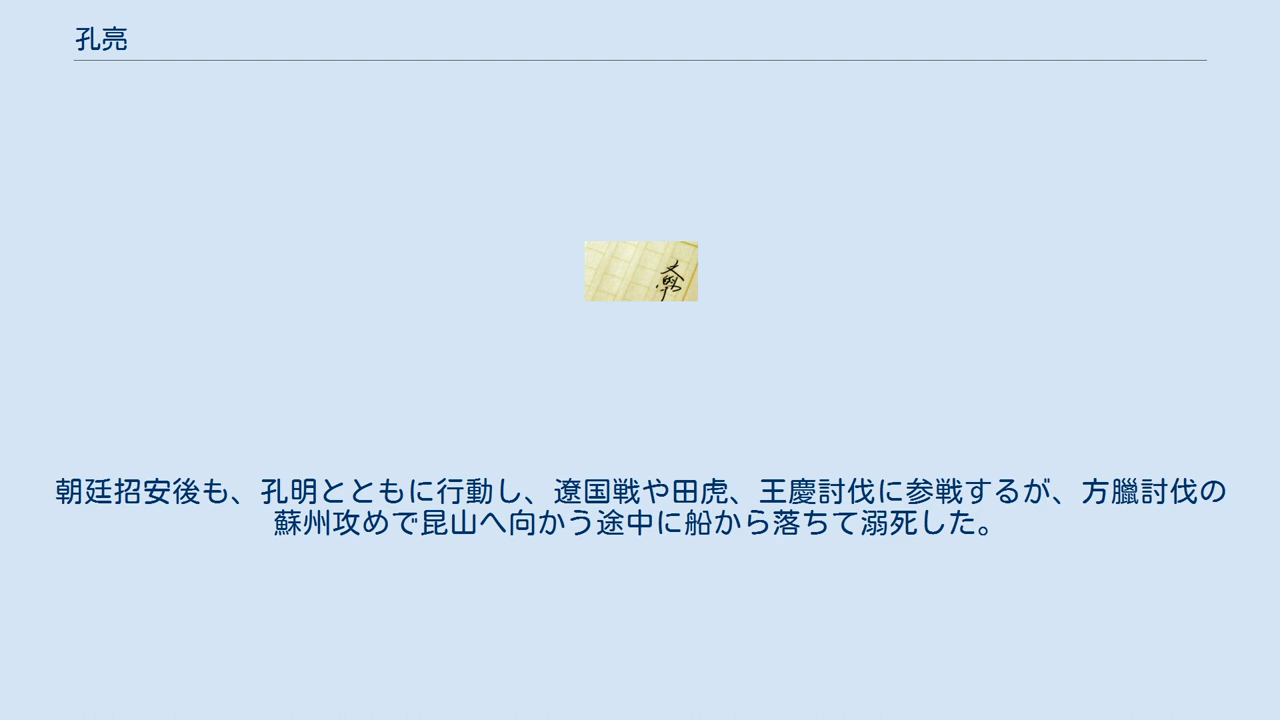 孔亮
朝廷招安後も、孔明とともに行動し、遼国戦や田虎、王慶討伐に参戦するが、方臘討伐の
蘇州攻めで昆山へ向かう途中に船から落ちて溺死した。